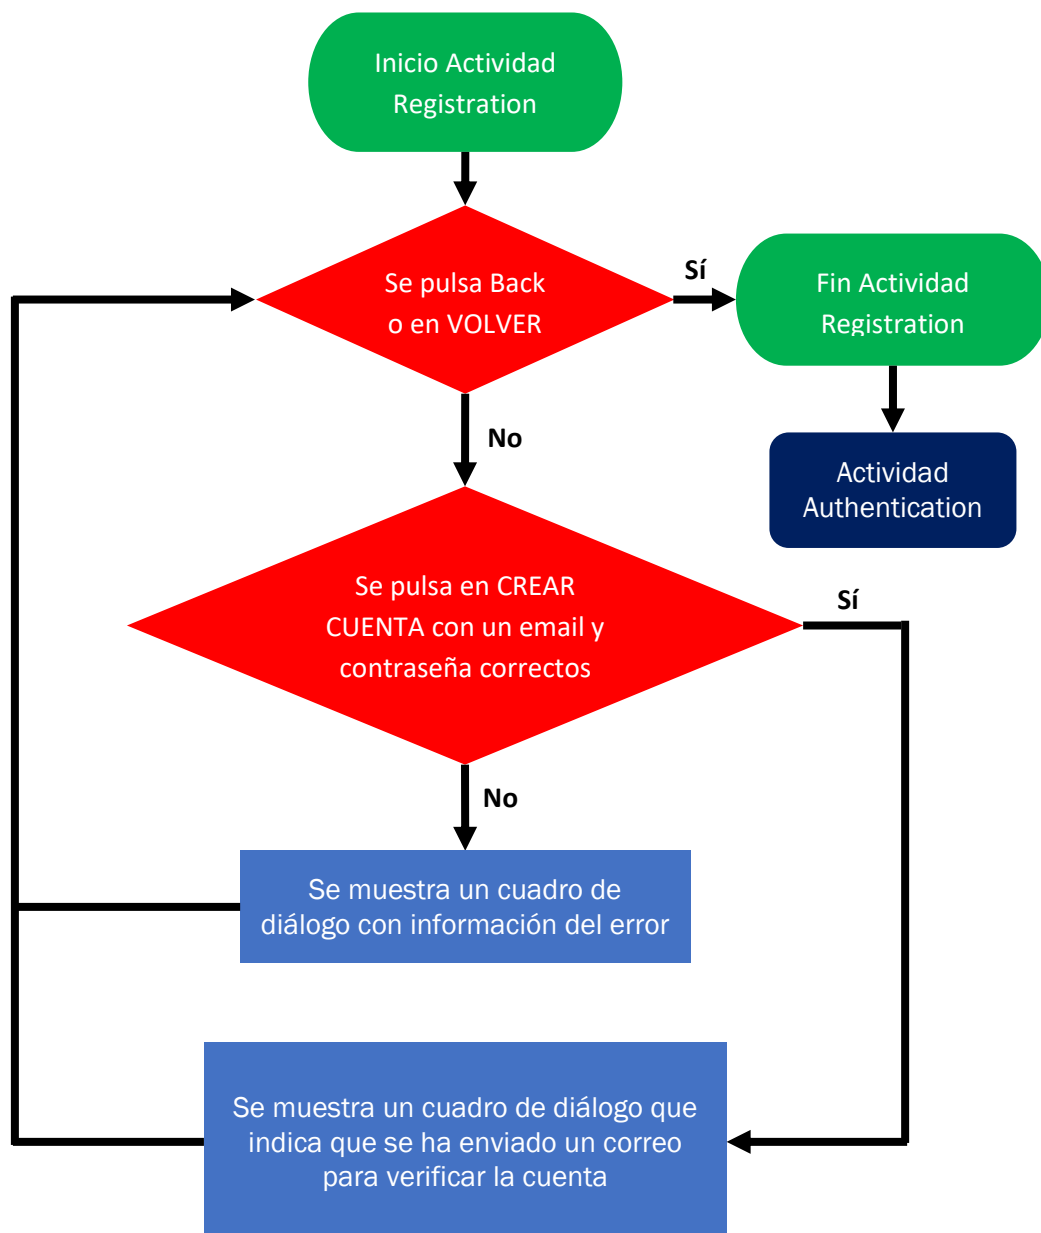 Inicio Actividad
Registration
Se pulsa Back
o en VOLVER
Sí
Fin Actividad
Registration
No
Actividad
Authentication
Se pulsa en CREAR
CUENTA con un email y
contraseña correctos
Sí
No
Se muestra un cuadro de
diálogo con información del error
Se muestra un cuadro de diálogo que
indica que se ha enviado un correo
para verificar la cuenta